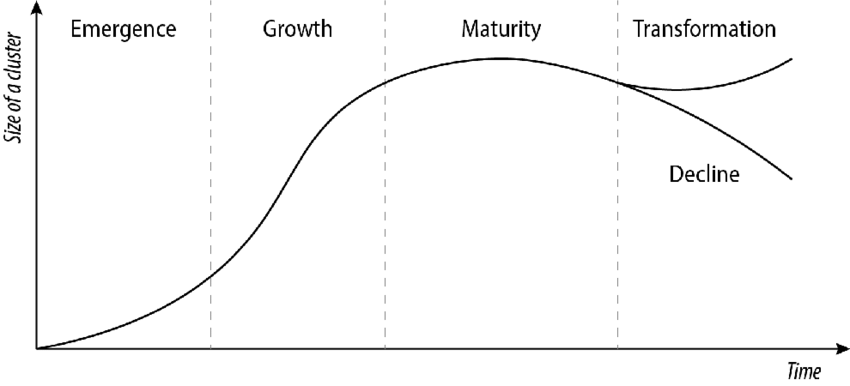 Emergence
Growth
Maturity
Transformation
Size of a cluster
Decline
Time